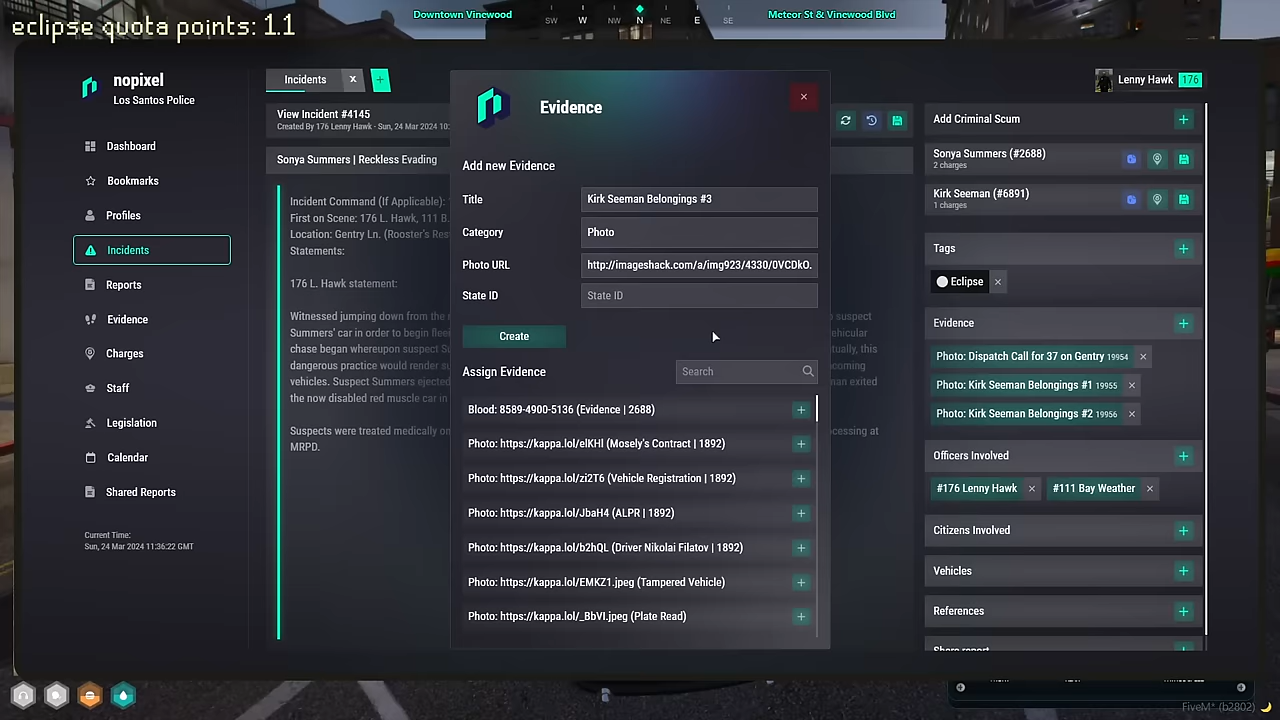 eclipse quota points: 1.1
Downtown Vinewood
SW W NW N NE E SE
Meteor St & Vinewood Blvd
nopixel
Los Santos Police
Dashboard
Bookmarks
Profiles
Incidents
Reports
Evidence
Charges
Staff
Legislation
Calendar
Shared Reports
Current Time:
Sun, 24 Mar 2024 11:36:22 GMT
Incidents x +
View Incident #4145
Created By 176 Lenny Hawk - Sun, 24 Mar 2024 10:
Sonya Summers | Reckless Evading
Incident Command (If Applicable):
First on Scene: 176 L. Hawk, 111 B.
Location: Gentry Ln. (Rooster's Res
Statements:
176 L. Hawk statement:
Witnessed jumping down from the
Summers' car in order to begin flee
chase began whereupon suspect S
dangerous practice would render s
vehicles. Suspect Summers ejected
the now disabled red muscle car in
Suspects were treated medically on
MRPD.
suspect
vehicular
tually, this
coming
man exited
ocessing at
Evidence
Add new Evidence
Title
Kirk Seeman Belongings #3
Category
Photo
Photo URL
http://imageshack.com/a/img923/4330/0VCDkO.
State ID
State ID
Create
Assign Evidence
Search
Blood: 8589-4900-5136 (Evidence | 2688)
Photo: https://kappa.lol/elKHl (Mosely's Contract | 1892)
Photo: https://kappa.lol/zi2T6 (Vehicle Registration | 1892)
Photo: https://kappa.lol/JbaH4 (ALPR | 1892)
Photo: https://kappa.lol/b2hQL (Driver Nikolai Filatov | 1892)
Photo: https://kappa.lol/EMKZ1.jpeg (Tampered Vehicle)
Photo: https://kappa.lol/_BbVI.jpeg (Plate Read)
Lenny Hawk 176
Add Criminal Scum
Sonya Summers (#2688)
2 charges
Kirk Seeman (#6891)
1 charges
Tags
Eclipse
Evidence
Photo: Dispatch Call for 37 on Gentry 19954
Photo: Kirk Seeman Belongings #1 19955
Photo: Kirk Seeman Belongings #2 19956
Officers Involved
#176 Lenny Hawk
#111 Bay Weather
Citizens Involved
Vehicles
References
Share report
FiveM* (b2802)